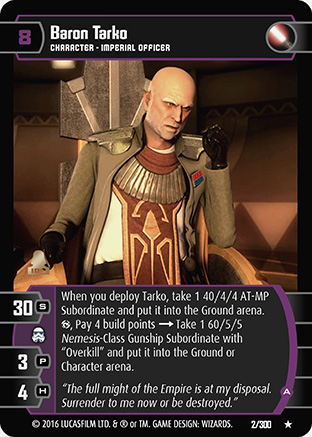 8
Baron Tarko
CHARACTER - IMPERIAL OFFICER
30 S
3 P
4 H
When you deploy Tarko, take 1 40/4/4 AT-MP
Subordinate and put it into the Ground arena.
, Pay 4 build points → Take 1 60/5/5
Nemesis-Class Gunship Subordinate with
“Overkill” and put it into the Ground or
Character arena.
“The full might of the Empire is at my disposal.
Surrender to me now or be destroyed.”
A
© 2016 LUCASFILM LTD. & ® or TM. GAME DESIGN: WIZARDS.
2/300 ★